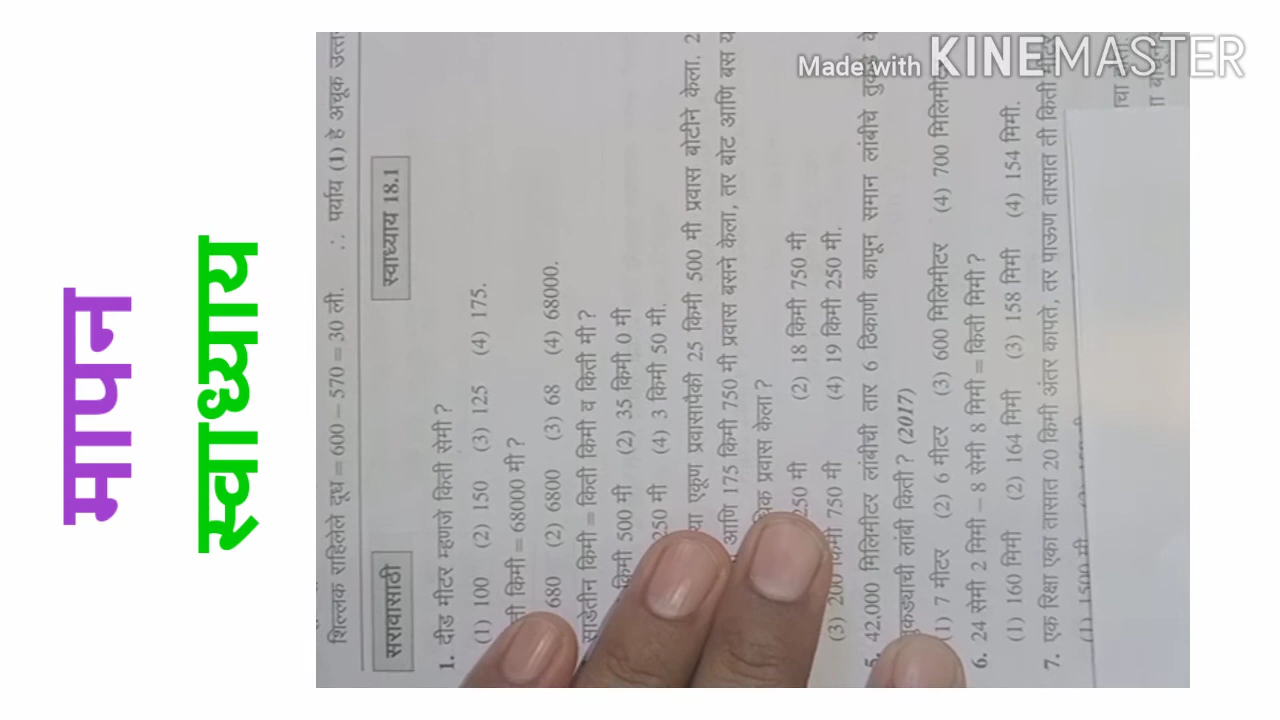 मापन
स्वाध्याय
Made with KINEMASTER
शिल्लक राहिलेले दूध = 600 – 570 = 30 ली. ∴ पर्याय (1) हे अचूक
सरावासाठी स्वाध्याय 18.1
1. दीड मीटर म्हणजे किती सेमी ?
(1) 100 (2) 150 (3) 125 (4) 175.
किमी = 68000 मी ?
680 (2) 6800 (3) 68 (4) 68000.
साडेतीन किमी = किती किमी व किती मी ?
किमी 500 मी (2) 35 किमी 0 मी
250 मी (4) 3 किमी 50 मी.
एकूण प्रवासापैकी 25 किमी 500 मी प्रवास बोटीने केला. 2
आणि 175 किमी 750 मी प्रवास बसने केला, तर बोट आणि बस
प्रवास केला ?
250 मी (2) 18 किमी 750 मी
(3) 200 किमी 750 मी (4) 19 किमी 250 मी.
5. 42,000 मिलिमीटर लांबीची तार 6 ठिकाणी कापून समान लांबीचे तुकडे
तुकड्याची लांबी किती ? (2017)
(1) 7 मीटर (2) 6 मीटर (3) 600 मिलिमीटर (4) 700 मिलिमीटर
6. 24 सेमी 2 मिमी – 8 सेमी 8 मिमी = किती मिमी ?
(1) 160 मिमी (2) 164 मिमी (3) 158 मिमी (4) 154 मिमी.
7. एक रिक्षा एका तासात 20 किमी अंतर कापते, तर पाऊण तासात ती किती मीटर
(1) 1500 मी